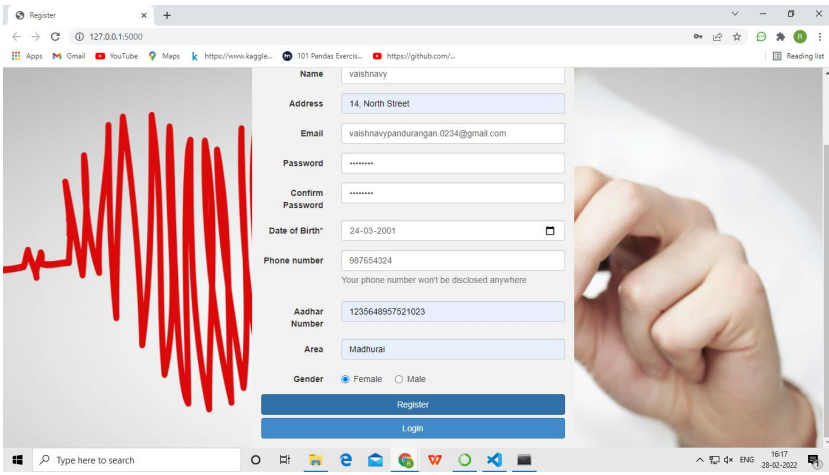 Register
127.0.0.1:5000
R
Apps Gmail YouTube Maps https://www.kaggle... 101 Pandas Exercis... https://github.com/... Reading list
Name vaishnavy
Address 14, North Street
Email vaishnavypandurangan.0234@gmail.com
Password ••••••••
Confirm
Password ••••••••
Date of Birth* 24-03-2001
Phone number 987654324
Your phone number won't be disclosed anywhere
Aadhar
Number 1235648957521023
Area Madhurai
Gender Female Male
Register
Login
Type here to search
ENG
16:17
28-02-2022